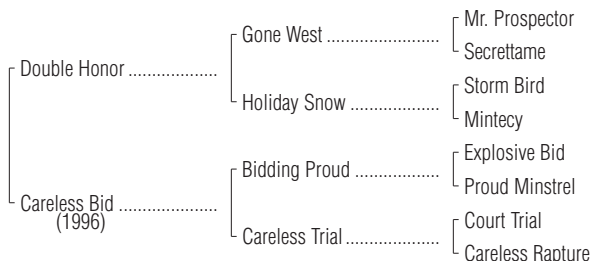 Mr. Prospector
Gone West ....................
Secrettame
Double Honor ................
Storm Bird
Holiday Snow ................
Mintecy
Explosive Bid
Bidding Proud ................
Proud Minstrel
Careless Bid ..................
(1996)
Court Trial
Careless Trial .................
Careless Rapture